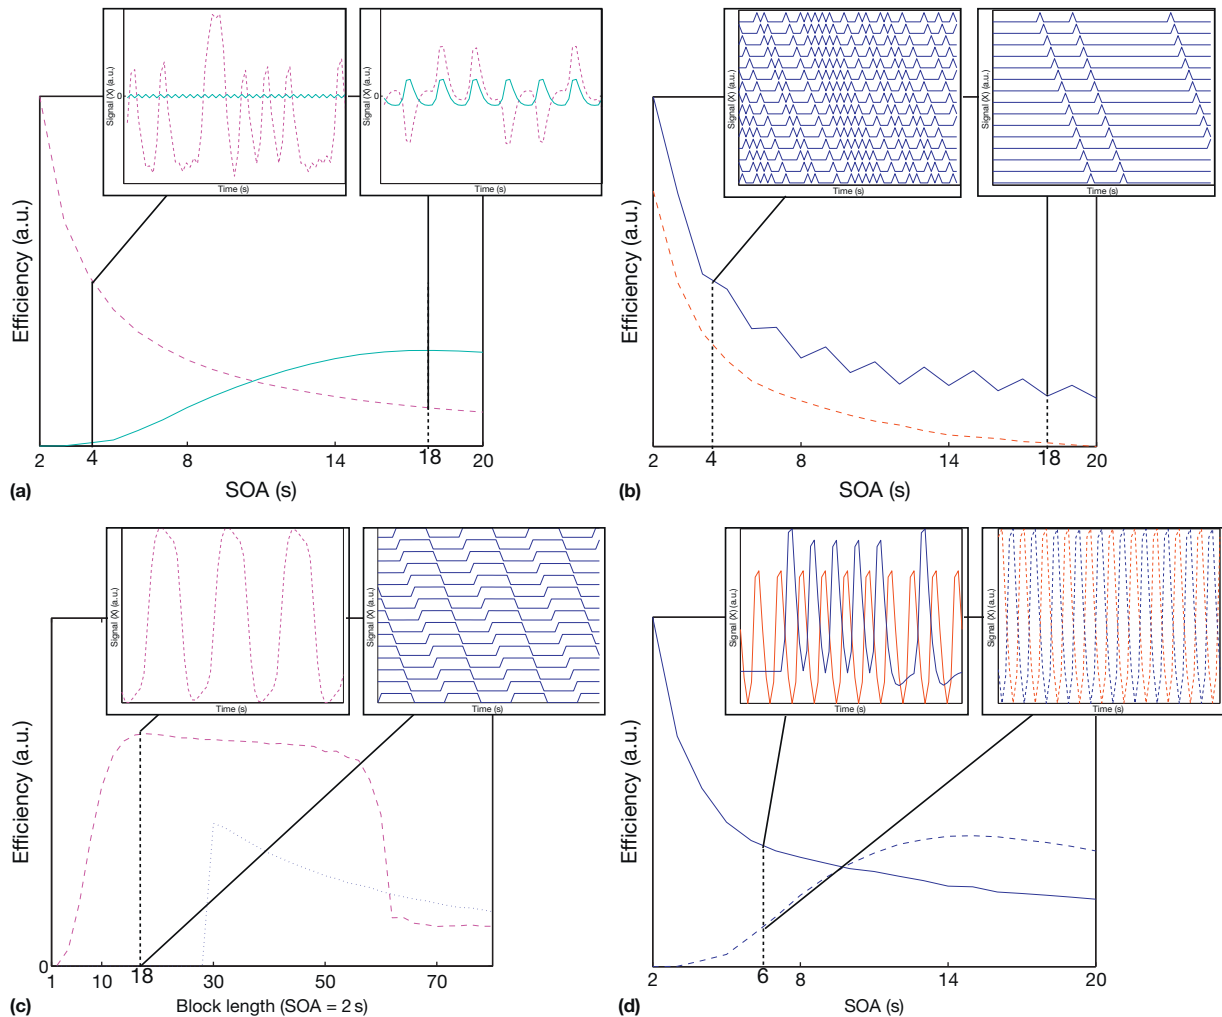 Signal (X) (a.u.)
0
Time (s)
Signal (X) (a.u.)
0
Time (s)
Efficiency (a.u.)
2 4 8 14 18 20
(a) SOA (s)
Signal (X) (a.u.)
Time (s)
Signal (X) (a.u.)
Time (s)
Efficiency (a.u.)
2 4 8 14 18 20
(b) SOA (s)
Signal (X) (a.u.)
Time (s)
Signal (X) (a.u.)
Time (s)
Efficiency (a.u.)
0
1 10 18 30 50 70
(c) Block length (SOA = 2 s)
Signal (X) (a.u.)
Time (s)
Signal (X) (a.u.)
Time (s)
Efficiency (a.u.)
2 6 8 14 20
(d) SOA (s)